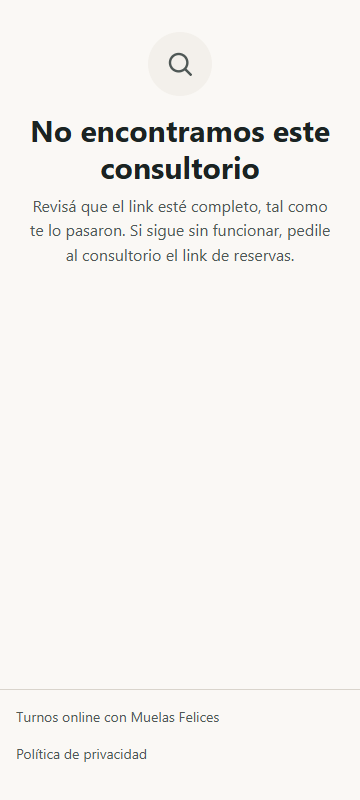 No encontramos este
consultorio
Revisá que el link esté completo, tal como
te lo pasaron. Si sigue sin funcionar, pedile
al consultorio el link de reservas.
Turnos online con Muelas Felices
Política de privacidad